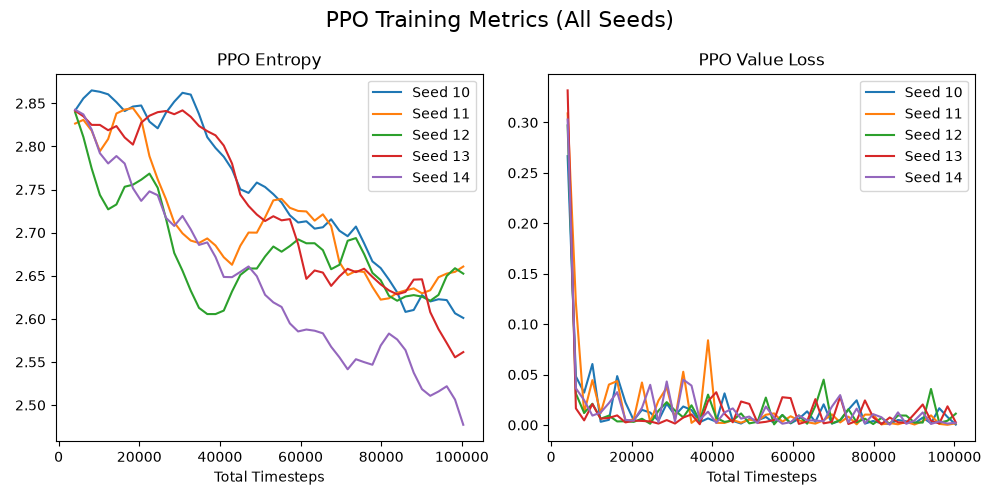 PPO Training Metrics (All Seeds)
PPO Entropy
2.85
2.80
2.75
2.70
2.65
2.60
2.55
2.50
0
20000
40000
60000
80000
100000
Total Timesteps
Seed 10
Seed 11
Seed 12
Seed 13
Seed 14
PPO Value Loss
0.30
0.25
0.20
0.15
0.10
0.05
0.00
0
20000
40000
60000
80000
100000
Total Timesteps
Seed 10
Seed 11
Seed 12
Seed 13
Seed 14